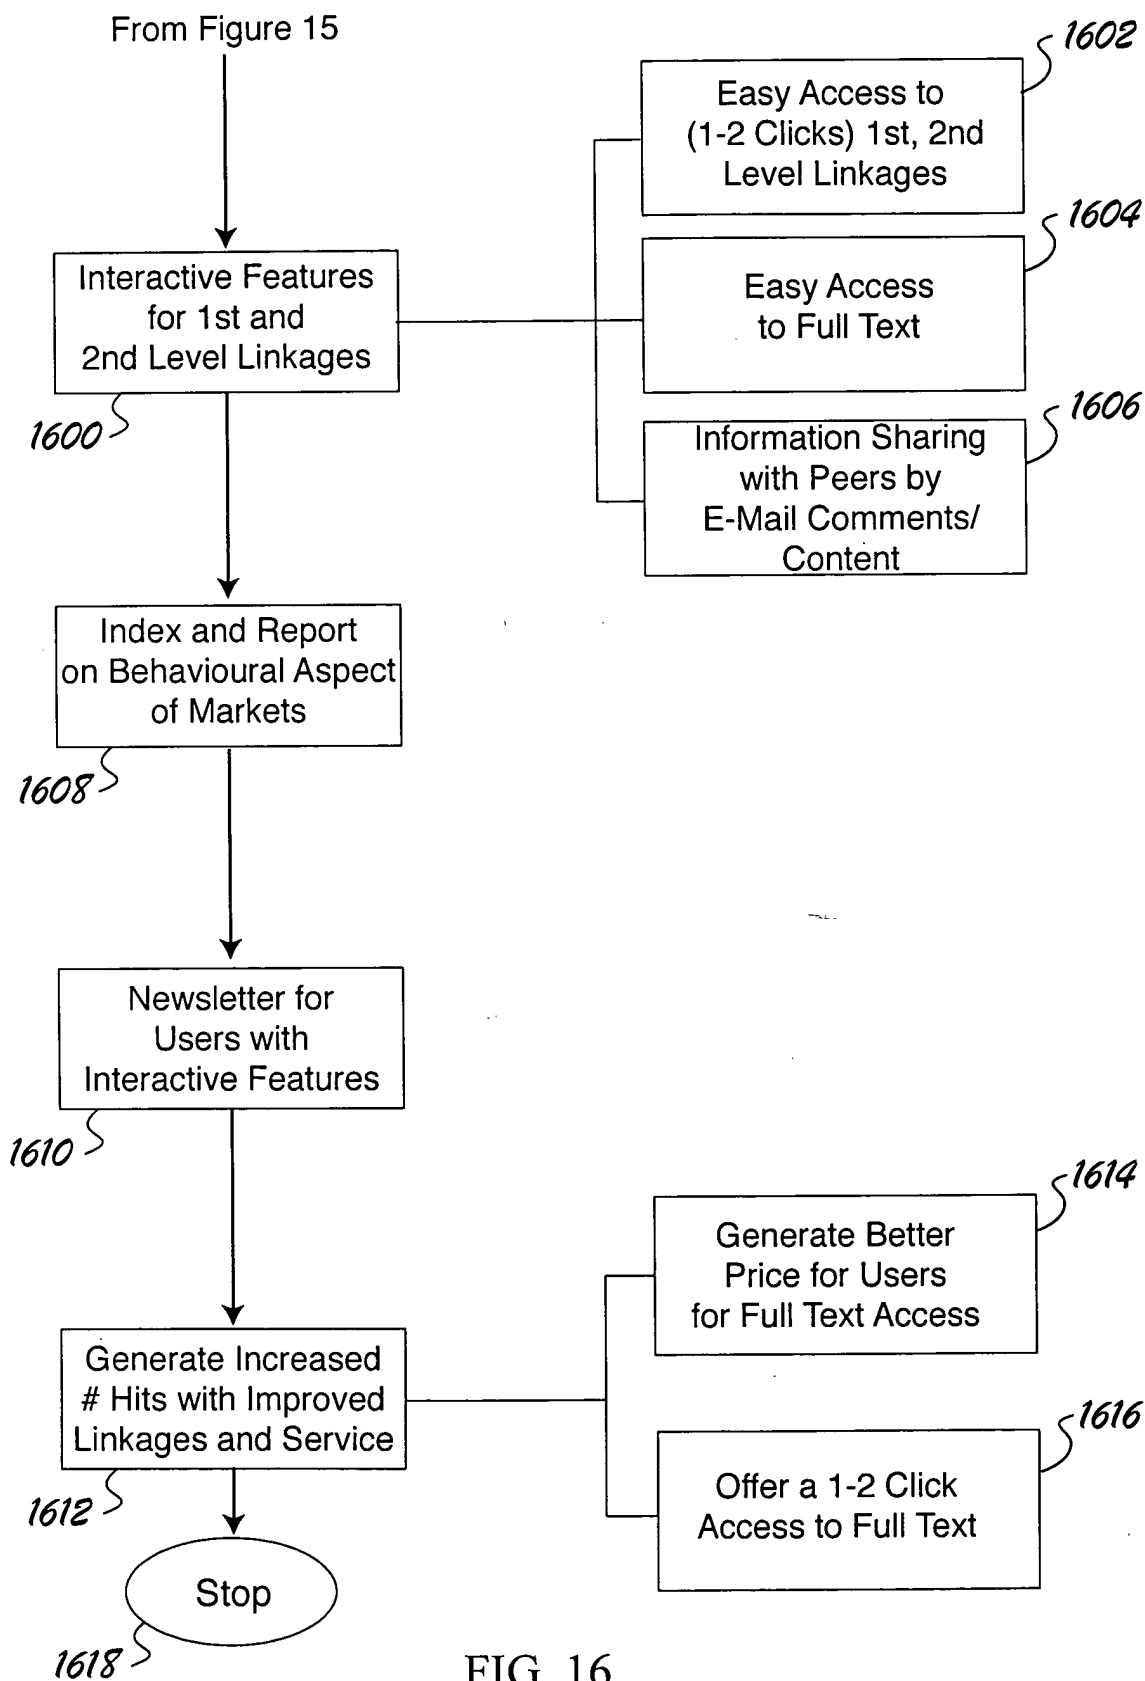 From Figure 15
1602
Easy Access to
(1-2 Clicks) 1st, 2nd
Level Linkages
1604
Interactive Features
for 1st and
2nd Level Linkages
Easy Access
to Full Text
1600
1606
Information Sharing
with Peers by
E-Mail Comments/
Content
Index and Report
on Behavioural Aspect
of Markets
1608
Newsletter for
Users with
Interactive Features
1610
1614
Generate Better
Price for Users
for Full Text Access
Generate Increased
# Hits with Improved
Linkages and Service
1612
1616
Offer a 1-2 Click
Access to Full Text
Stop
1618
FIG. 16